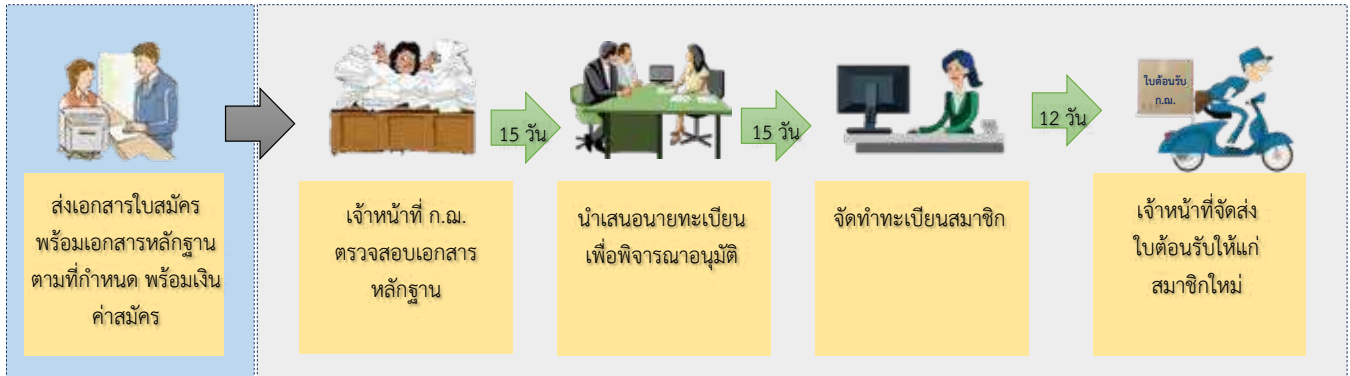 ใบต้อนรับ
ก.ฌ.
15 วัน
15 วัน
12 วัน
ส่งเอกสารใบสมัคร
พร้อมเอกสารหลักฐาน
ตามที่กำหนด พร้อมเงิน
ค่าสมัคร
เจ้าหน้าที่ ก.ฌ.
ตรวจสอบเอกสาร
หลักฐาน
นำเสนอนายทะเบียน
เพื่อพิจารณาอนุมัติ
จัดทำทะเบียนสมาชิก
เจ้าหน้าที่จัดส่ง
ใบต้อนรับให้แก่
สมาชิกใหม่